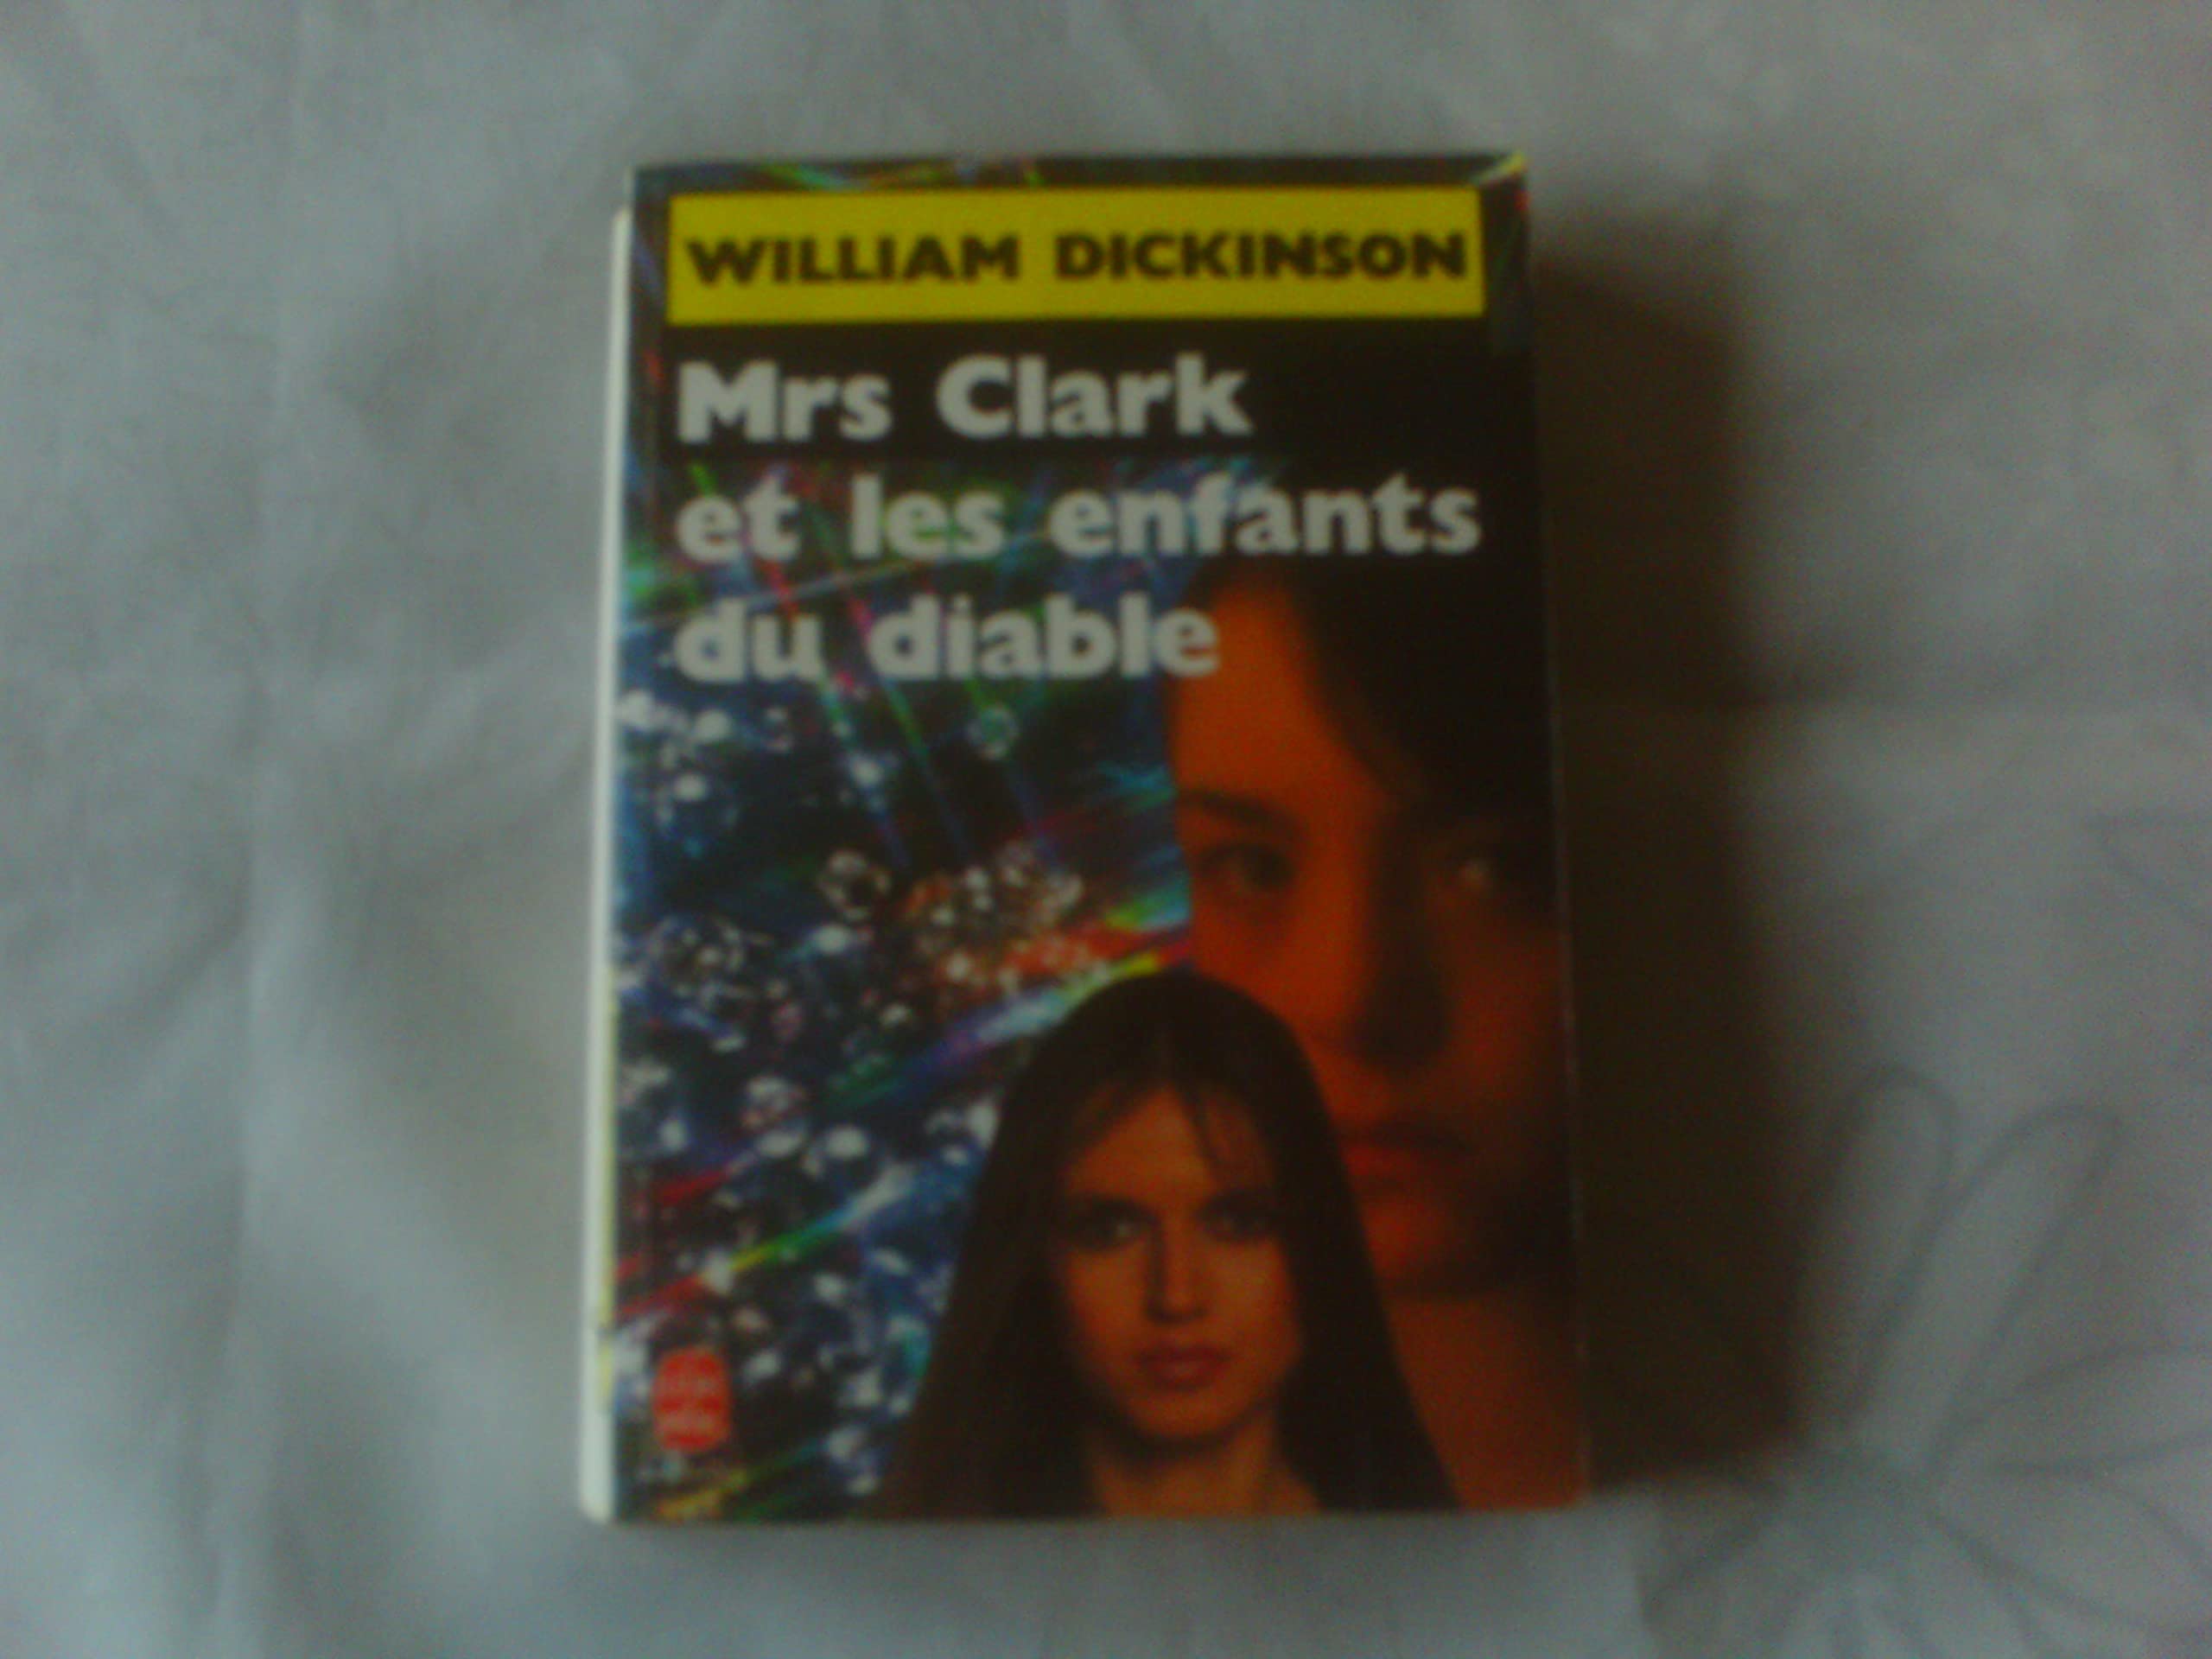 WILLIAM DICKINSON
Mrs Clark
et les enfants
du diable